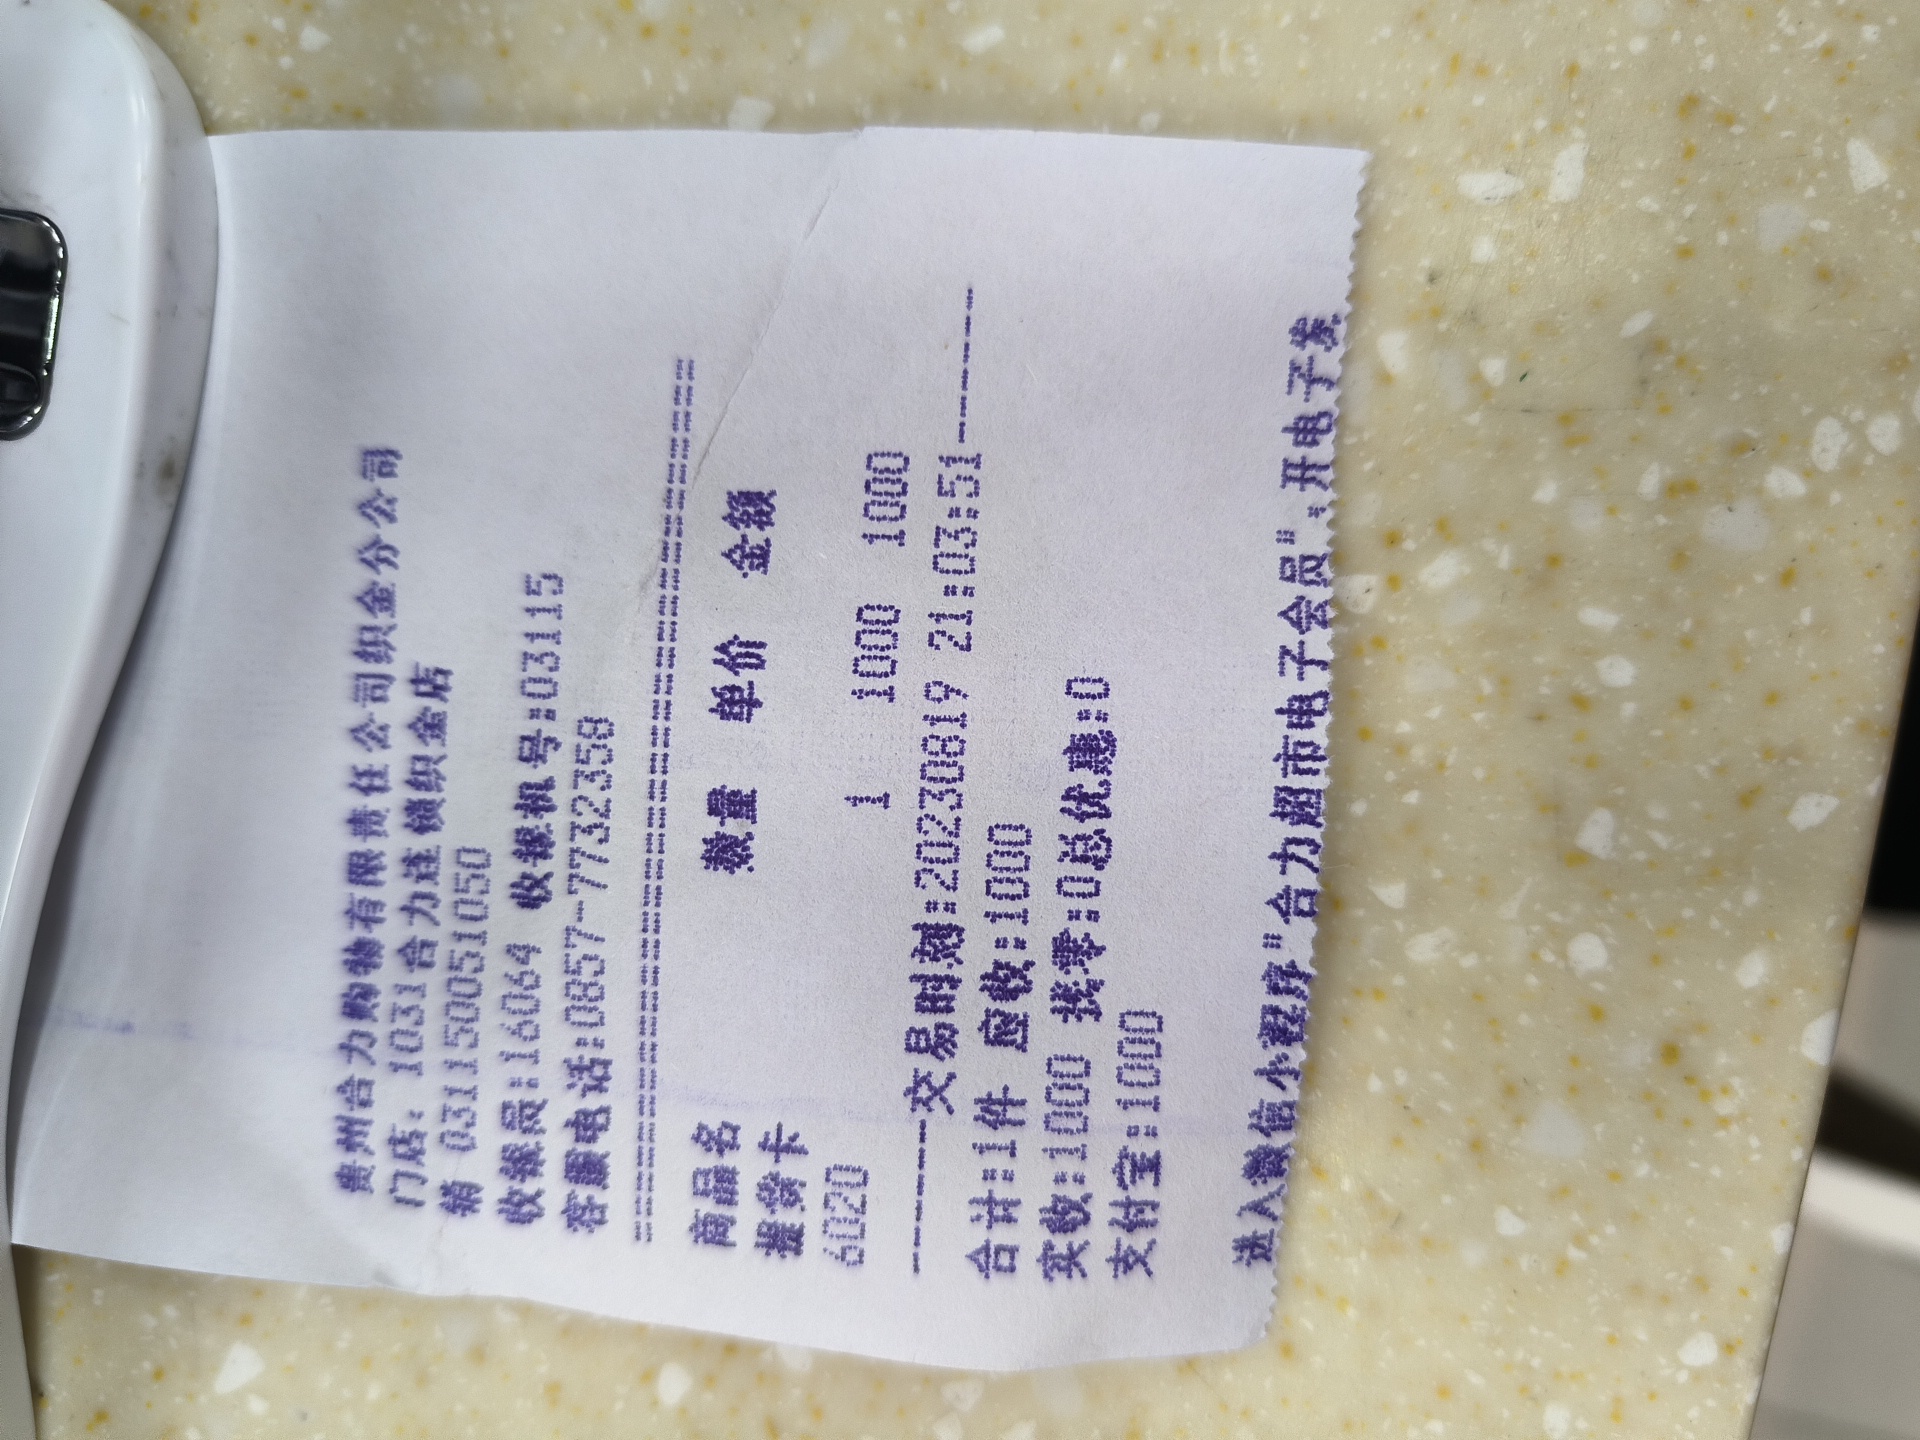 贵州合力购物有限责任公司织金分公司
门店: 1031合力连锁织金店
销 031150051050
收银员:16064 收银机号:03115
客服电话:0857-7732358
================================
商品名 数量 单价 金额
提货卡
6020 1 1000 1000
-------交易时刻:20230819 21:03:51-------
合计:1件 应收:1000
实收:1000 找零:0总优惠:0
支付宝:1000
进入微信小程序"合力超市电子会员",开电子发